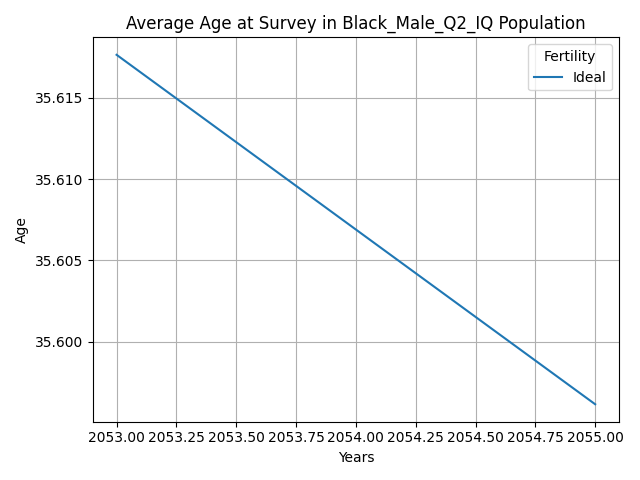 Average Age at Survey in Black_Male_Q2_IQ Population
Fertility
Ideal
35.615
35.610
35.605
35.600
Age
2053.00 2053.25 2053.50 2053.75 2054.00 2054.25 2054.50 2054.75 2055.00
Years